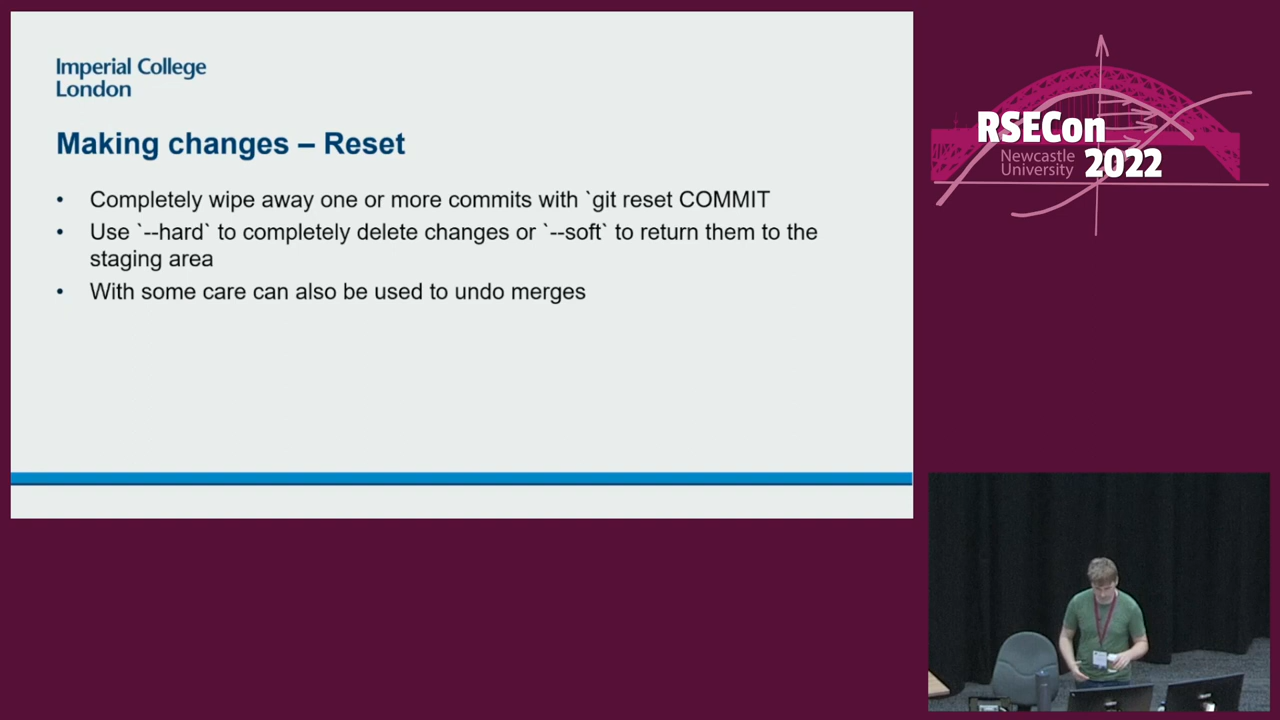 Imperial College
London
Making changes – Reset
• Completely wipe away one or more commits with `git reset COMMIT
• Use `--hard` to completely delete changes or `--soft` to return them to the
staging area
• With some care can also be used to undo merges
RSECon
Newcastle
University
2022